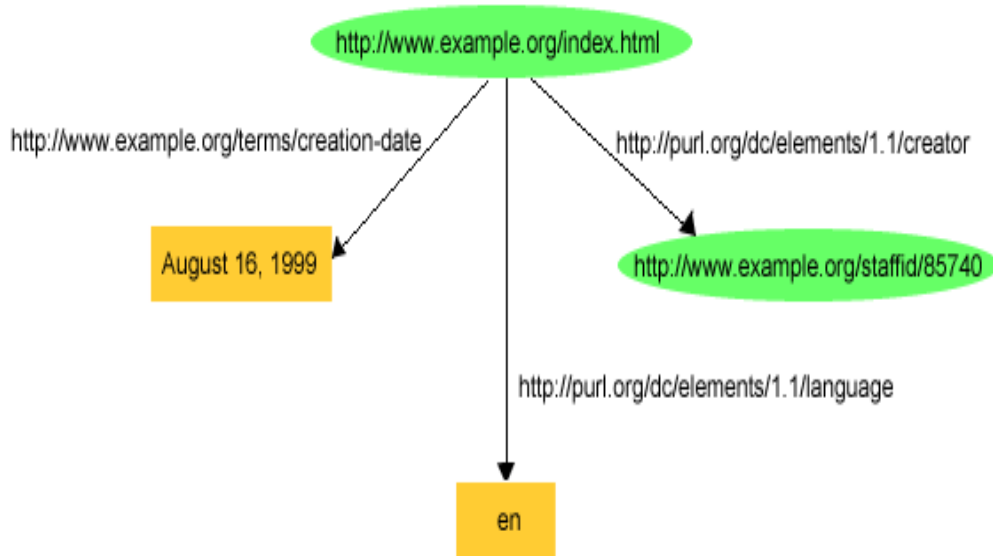 http://www.example.org/index.html
http://www.example.org/terms/creation-date
http://purl.org/dc/elements/1.1/creator
August 16, 1999
http://www.example.org/staffid/85740
http://purl.org/dc/elements/1.1/language
en